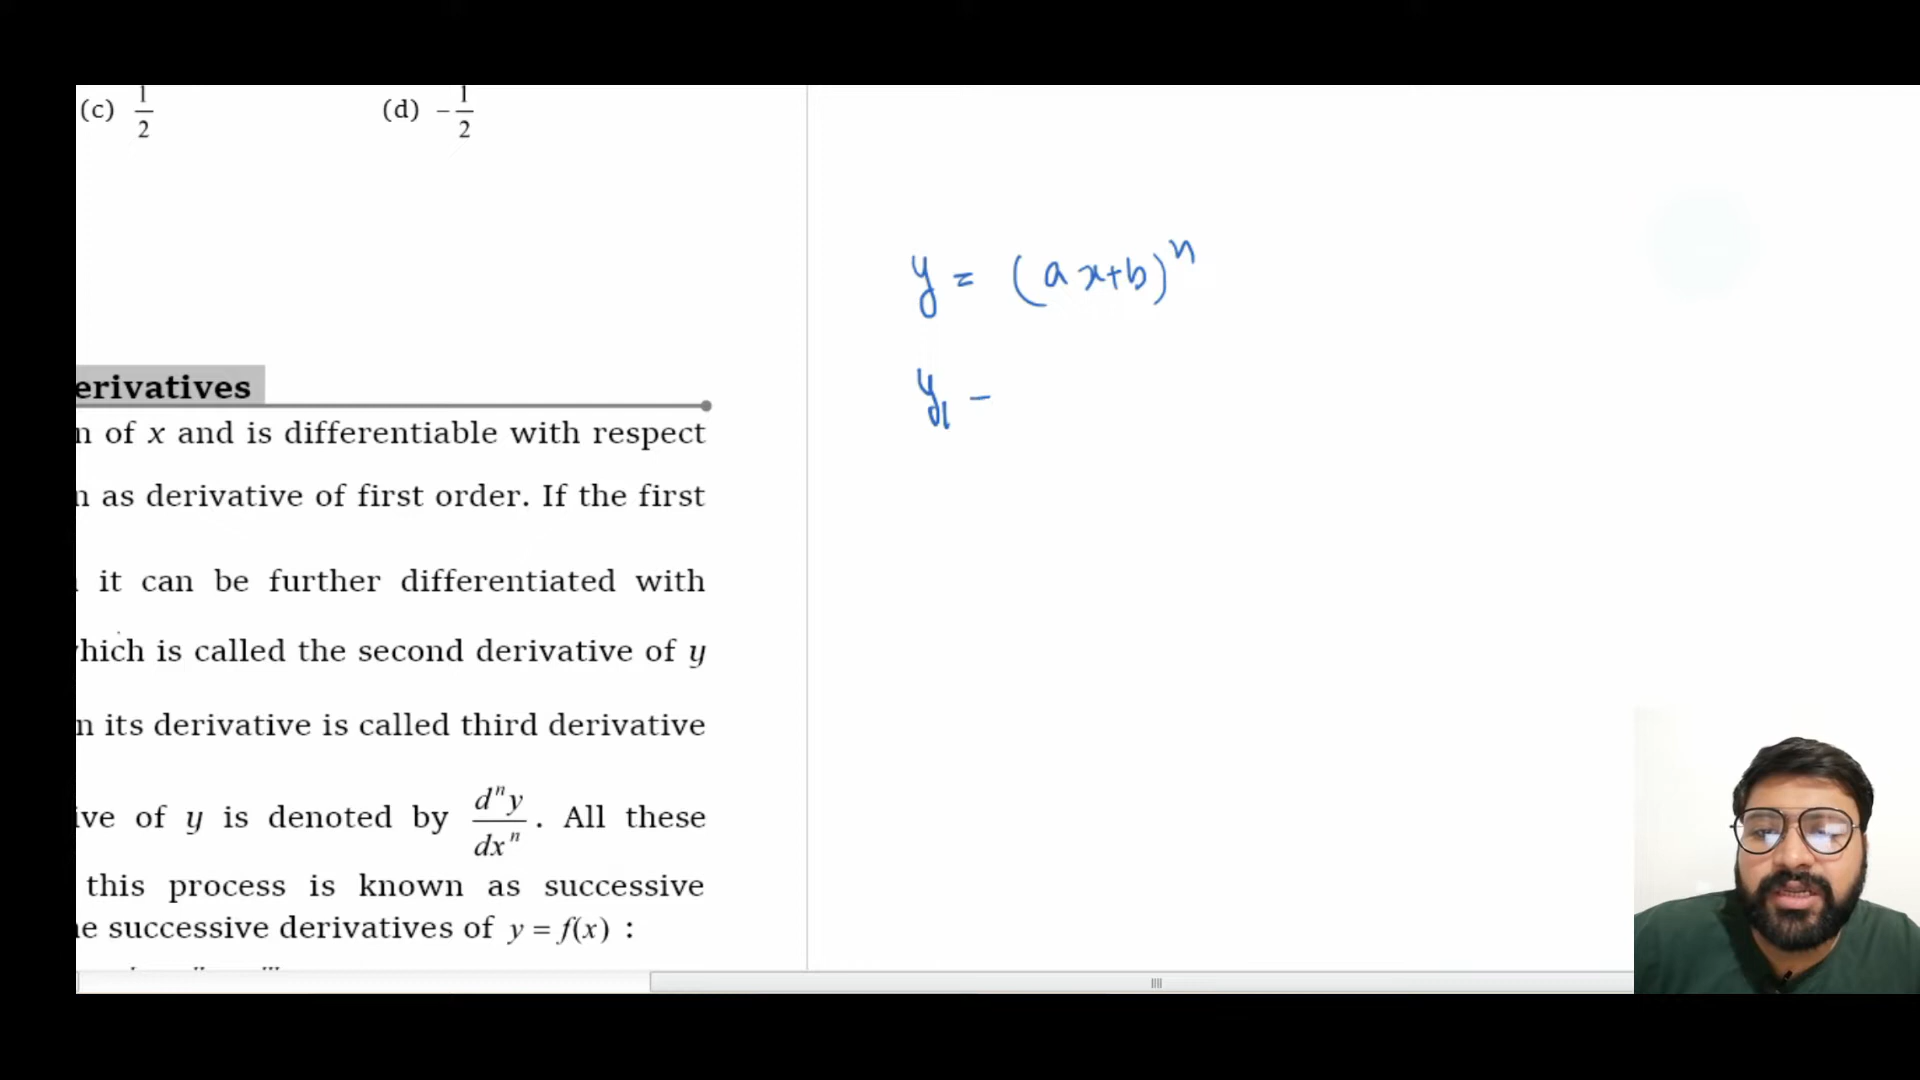 (c) 1/2 (d) -1/2
erivatives
n of x and is differentiable with respect
n as derivative of first order. If the first
it can be further differentiated with
which is called the second derivative of y
n its derivative is called third derivative
ive of y is denoted by d^n y/dx^n. All these
this process is known as successive
successive derivatives of y = f(x) :
y = (ax+b)^n
y₁ -